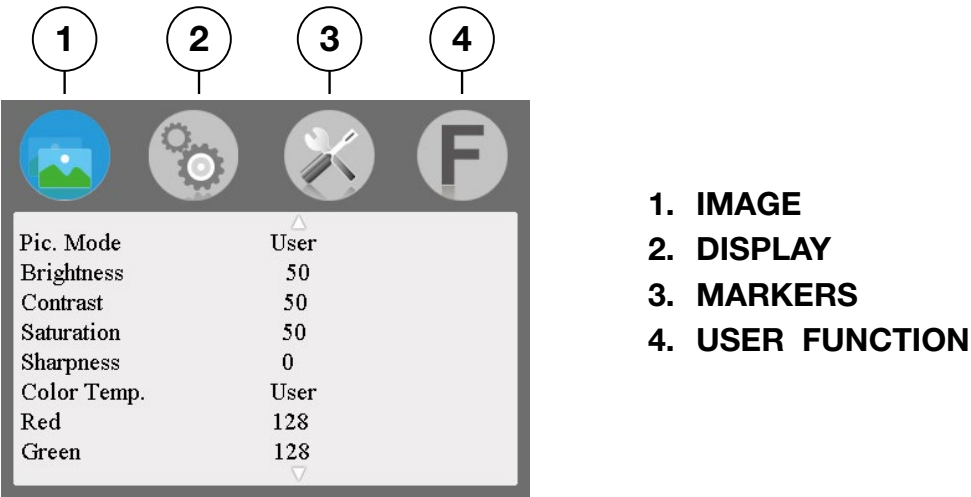 1 2 3 4
F
Pic. Mode User
Brightness 50
Contrast 50
Saturation 50
Sharpness 0
Color Temp. User
Red 128
Green 128
1. IMAGE
2. DISPLAY
3. MARKERS
4. USER FUNCTION